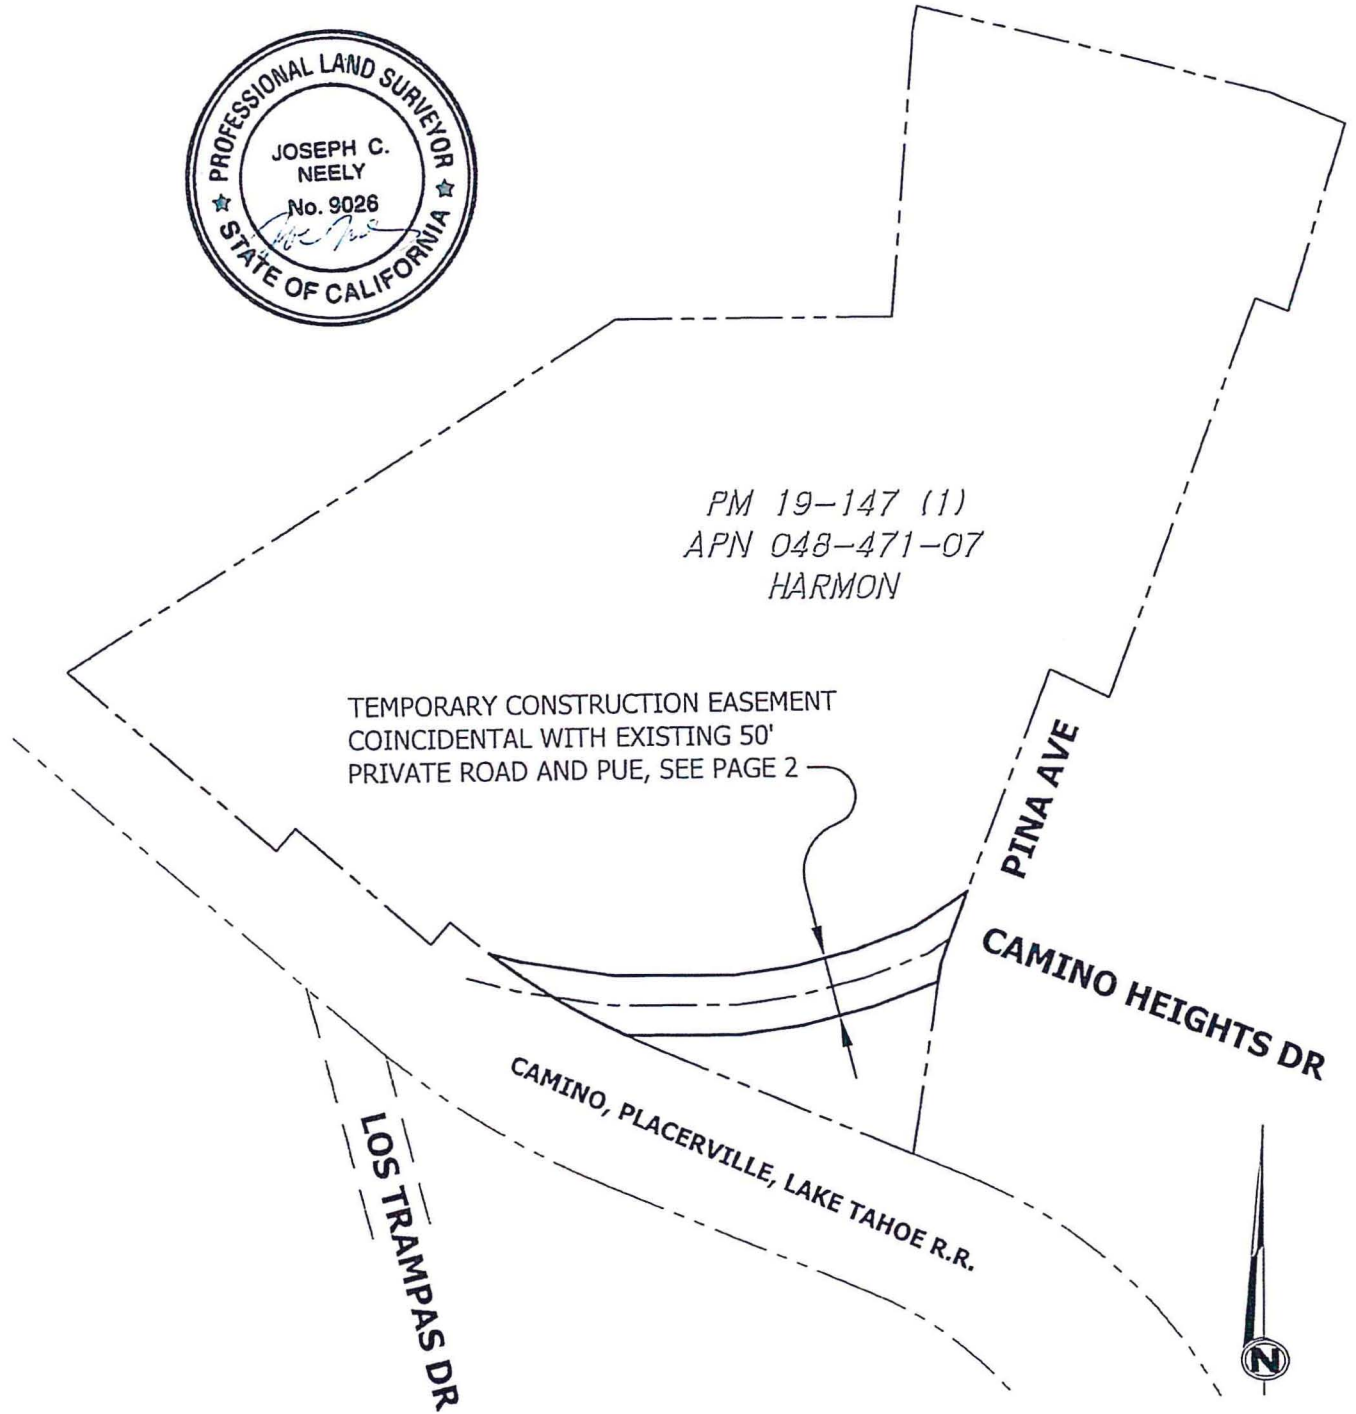 PROFESSIONAL LAND SURVEYOR
JOSEPH C.
NEELY
No. 9026
STATE OF CALIFORNIA
PM 19-147 (1)
APN 048-471-07
HARMON
TEMPORARY CONSTRUCTION EASEMENT
COINCIDENTAL WITH EXISTING 50'
PRIVATE ROAD AND PUE, SEE PAGE 2
PINA AVE
CAMINO HEIGHTS DR
CAMINO, PLACERVILLE, LAKE TAHOE R.R.
LOS TRAMPAS DR
N